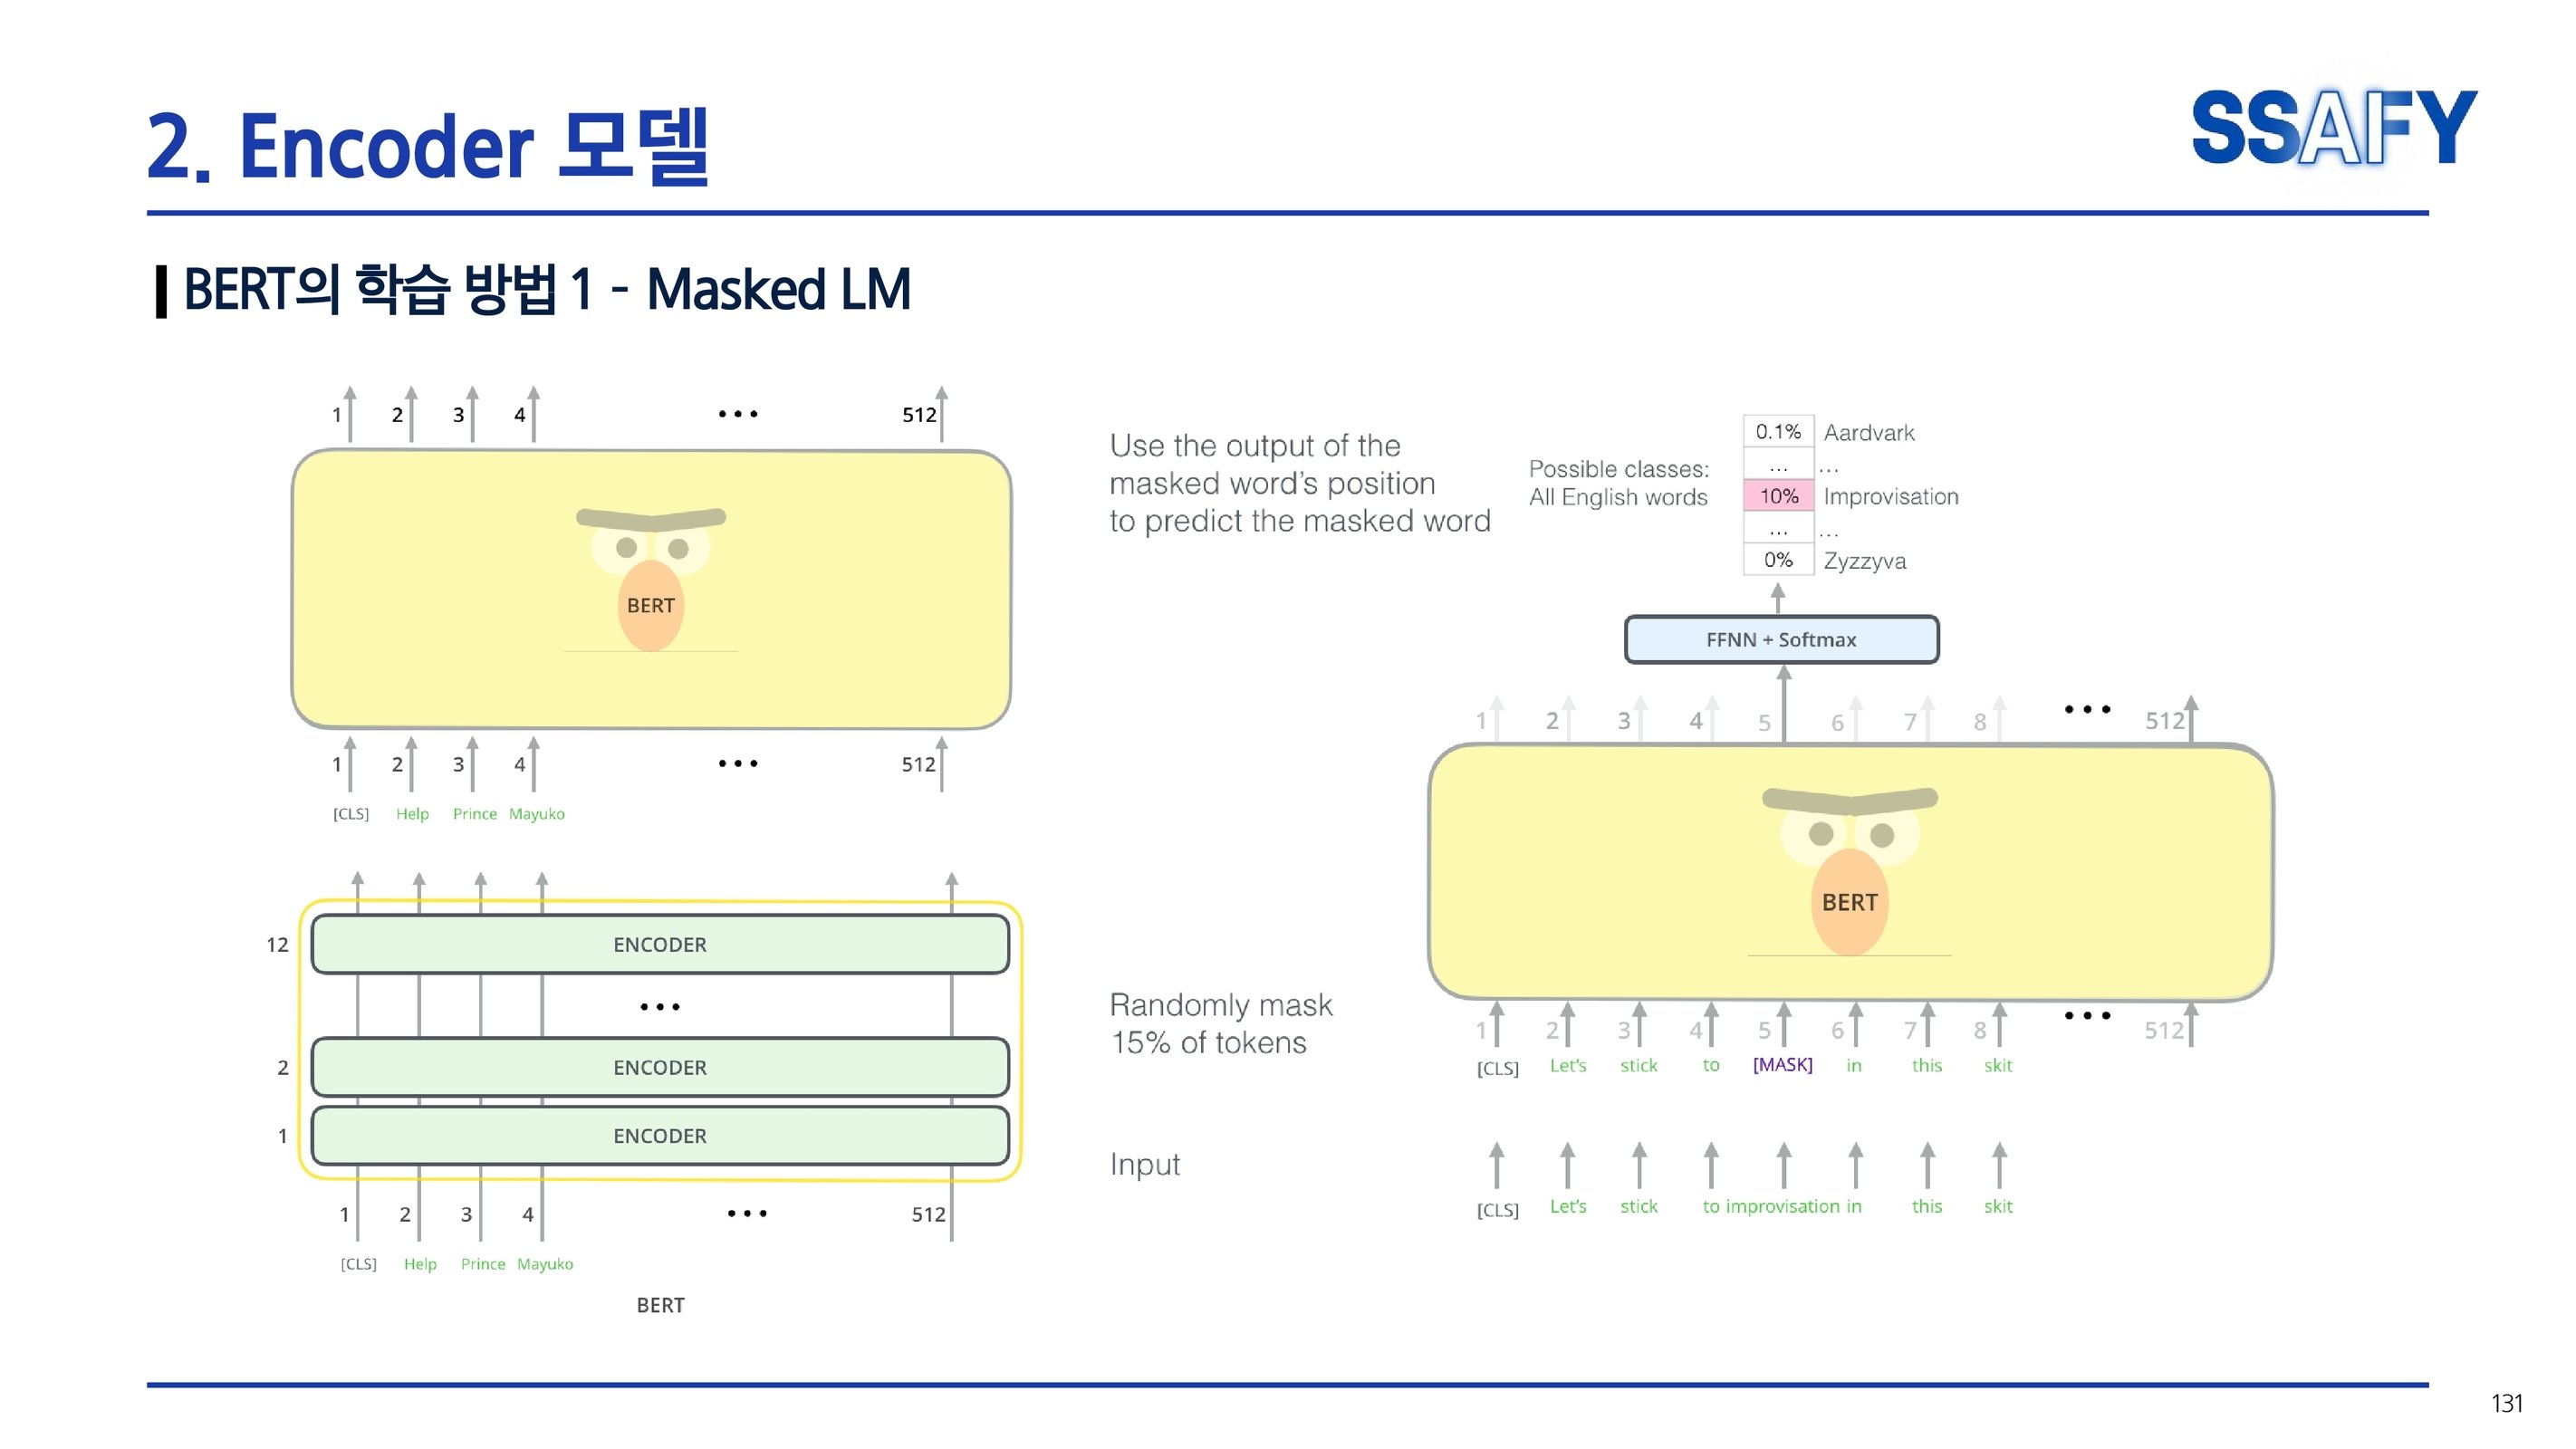 2. Encoder 모델
SSAFY
BERT의 학습 방법 1 - Masked LM
1 2 3 4 ... 512
BERT
1 2 3 4 ... 512
[CLS] Help Prince Mayuko
12 ENCODER
...
2 ENCODER
1 ENCODER
1 2 3 4 ... 512
[CLS] Help Prince Mayuko
BERT
Use the output of the
masked word's position
to predict the masked word
Possible classes:
All English words
0.1% Aardvark
... ...
10% Improvisation
... ...
0% Zyzzyva
FFNN + Softmax
1 2 3 4 5 6 7 8 ... 512
BERT
Randomly mask
15% of tokens
1 2 3 4 5 6 7 8 ... 512
[CLS] Let's stick to [MASK] in this skit
Input
[CLS] Let's stick to improvisation in this skit
131